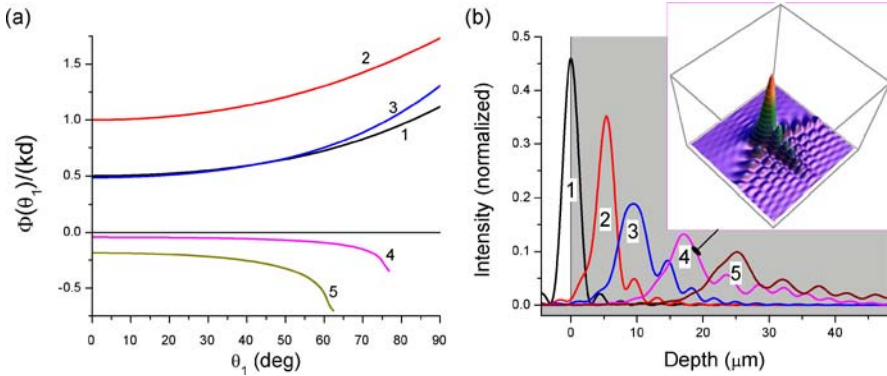 (a)
Φ(θ1)/(kd)
1.5
1.0
0.5
0.0
-0.5
2
3
1
4
5
0 10 20 30 40 50 60 70 80 90
θ1 (deg)
(b)
Intensity (normalized)
0.5
0.4
0.3
0.2
0.1
0.0
1
2
3
4
5
0 10 20 30 40
Depth (μm)